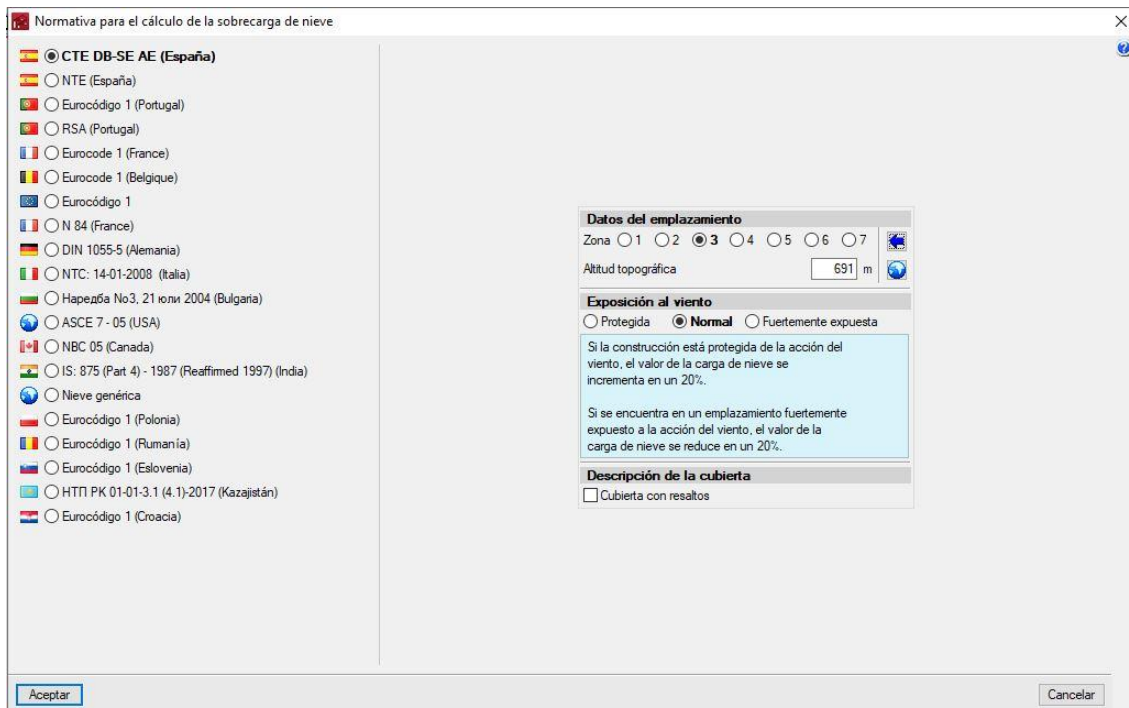 Normativa para el cálculo de la sobrecarga de nieve
CTE DB-SE AE (España)
NTE (España)
Eurocódigo 1 (Portugal)
RSA (Portugal)
Eurocode 1 (France)
Eurocode 1 (Belgique)
Eurocódigo 1
N 84 (France)
DIN 1055-5 (Alemania)
NTC: 14-01-2008 (Italia)
Наредба No3, 21 юли 2004 (Bulgaria)
ASCE 7 - 05 (USA)
NBC 05 (Canada)
IS: 875 (Part 4) - 1987 (Reaffirmed 1997) (India)
Nieve genérica
Eurocódigo 1 (Polonia)
Eurocódigo 1 (Rumanía)
Eurocódigo 1 (Eslovenia)
НТП РК 01-01-3.1 (4.1)-2017 (Kazajistán)
Eurocódigo 1 (Croacia)
Datos del emplazamiento
Zona 1 2 3 4 5 6 7
Altitud topográfica 691 m
Exposición al viento
Protegida Normal Fuertemente expuesta
Si la construcción está protegida de la acción del
viento, el valor de la carga de nieve se
incrementa en un 20%.
Si se encuentra en un emplazamiento fuertemente
expuesto a la acción del viento, el valor de la
carga de nieve se reduce en un 20%.
Descripción de la cubierta
Cubierta con resaltos
Aceptar
Cancelar